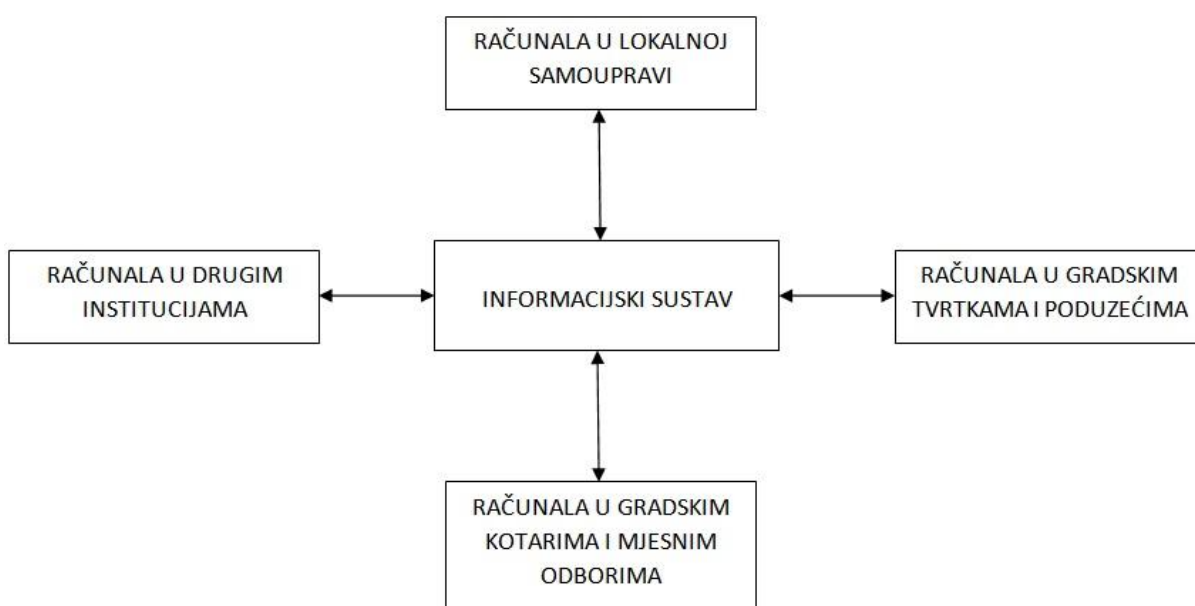 RAČUNALA U LOKALNOJ
SAMOUPRAVI
RAČUNALA U DRUGIM
INSTITUCIJAMA
INFORMACIJSKI SUSTAV
RAČUNALA U GRADSKIM
TVRTKAMA I PODUZEĆIMA
RAČUNALA U GRADSKIM
KOTARIMA I MJESNIM
ODBORIMA